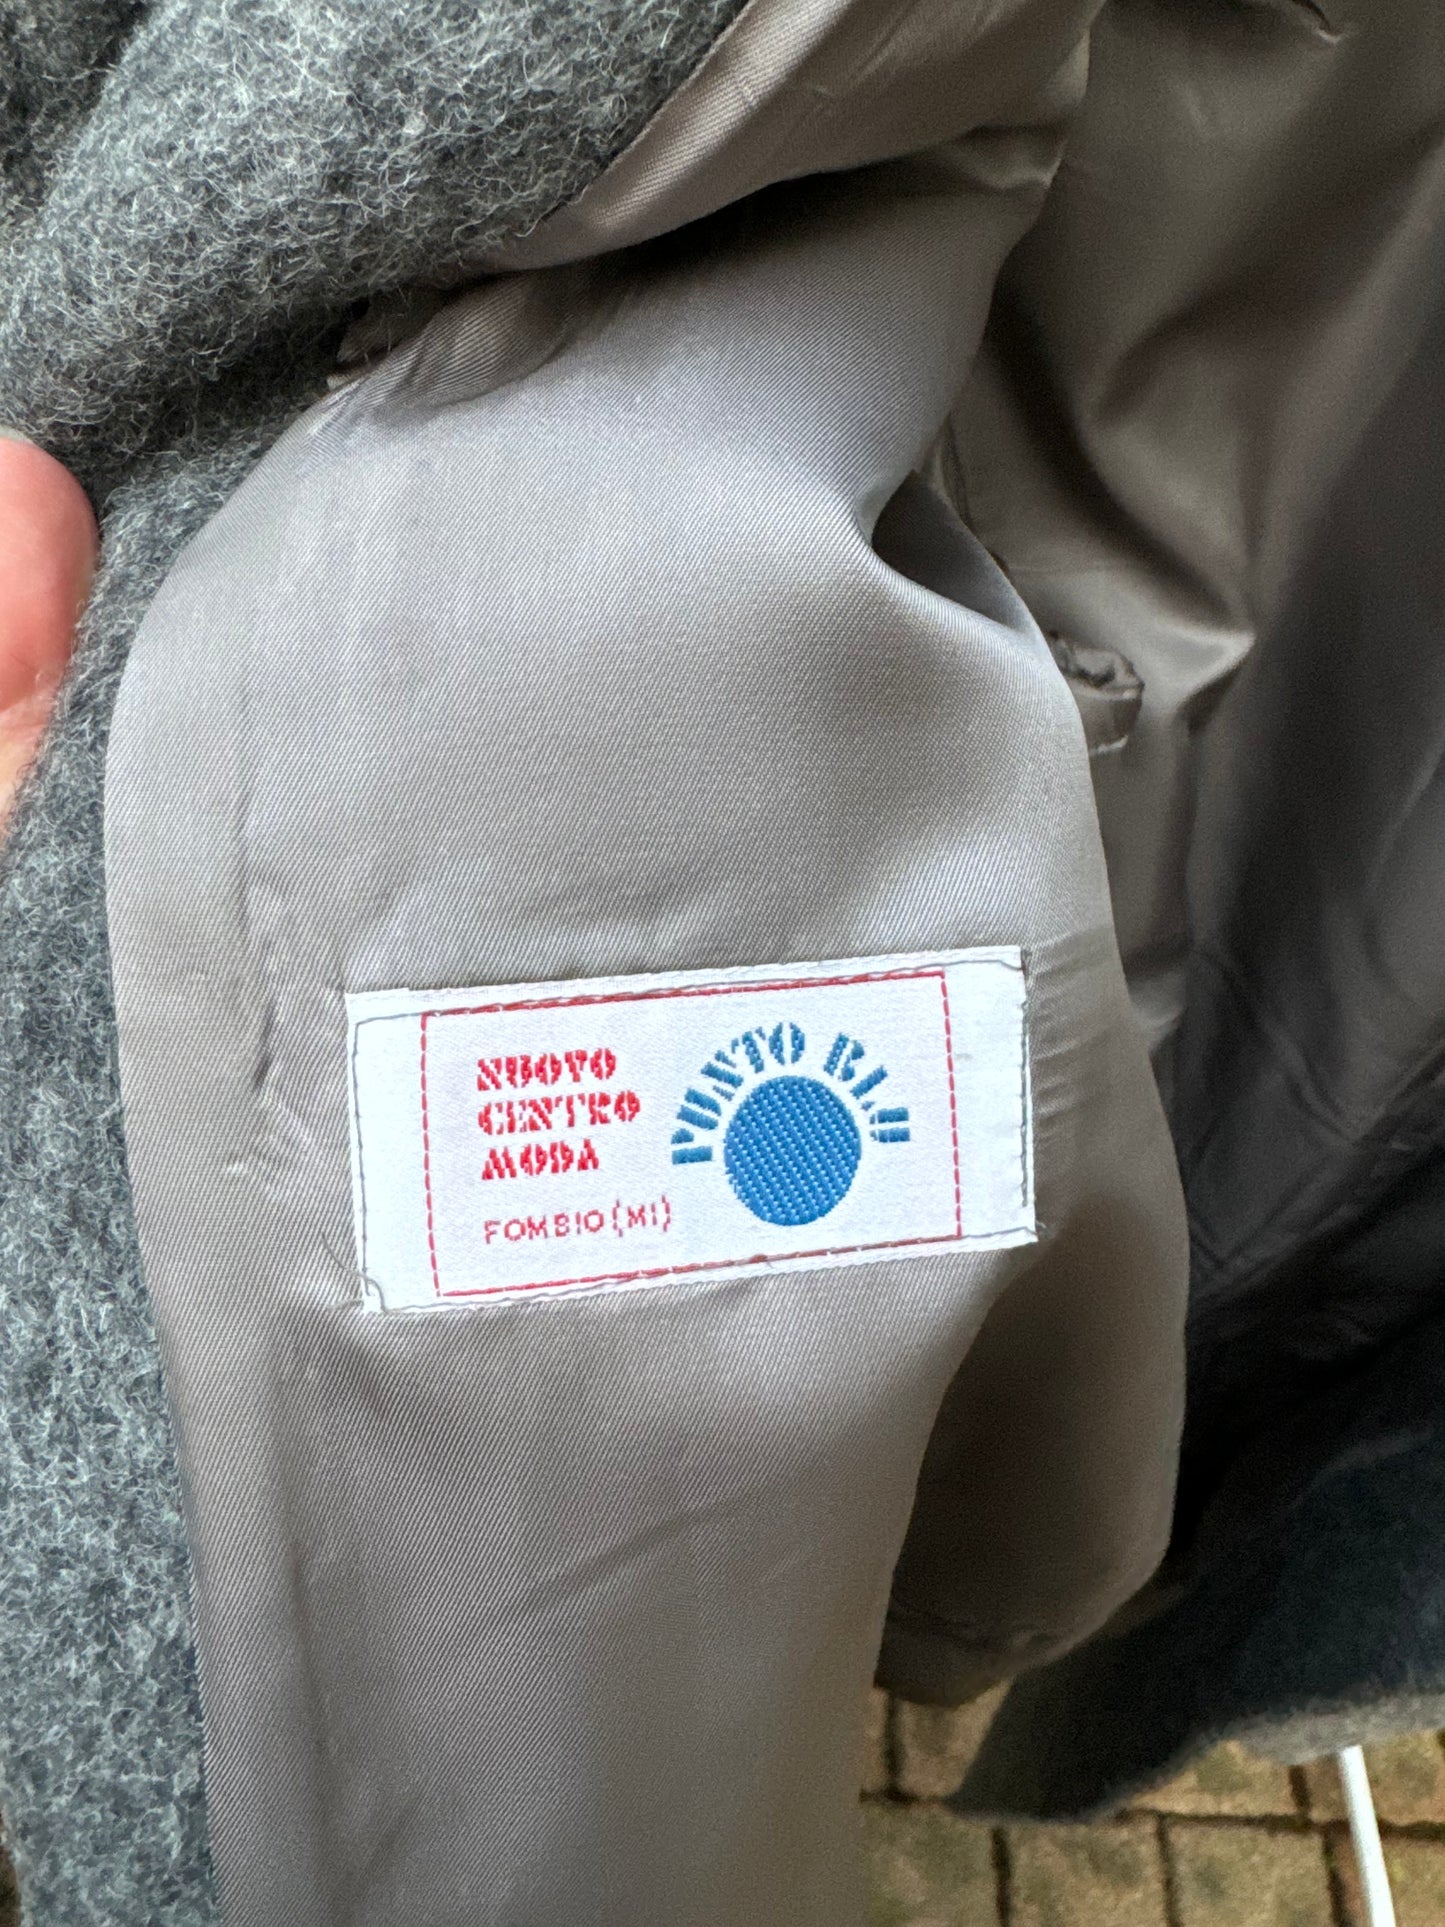 NUOVO
CENTRO
MODA
FOMBIO (MI)
PUNTO BLU